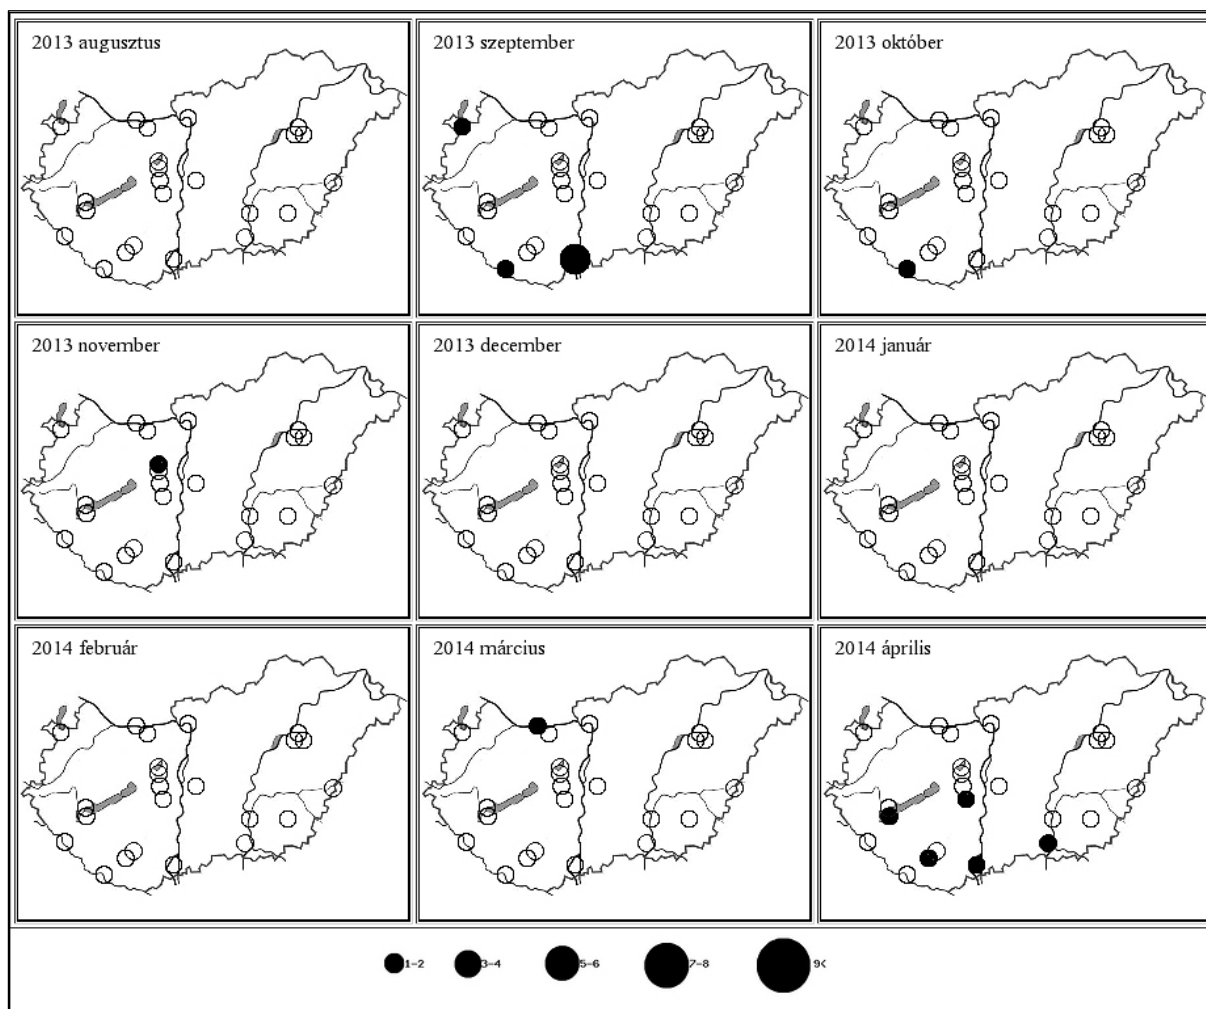 2013 augusztus
2013 szeptember
2013 október
2013 november
2013 december
2014 január
2014 február
2014 március
2014 április
1-2
3-4
5-6
7-8
9<